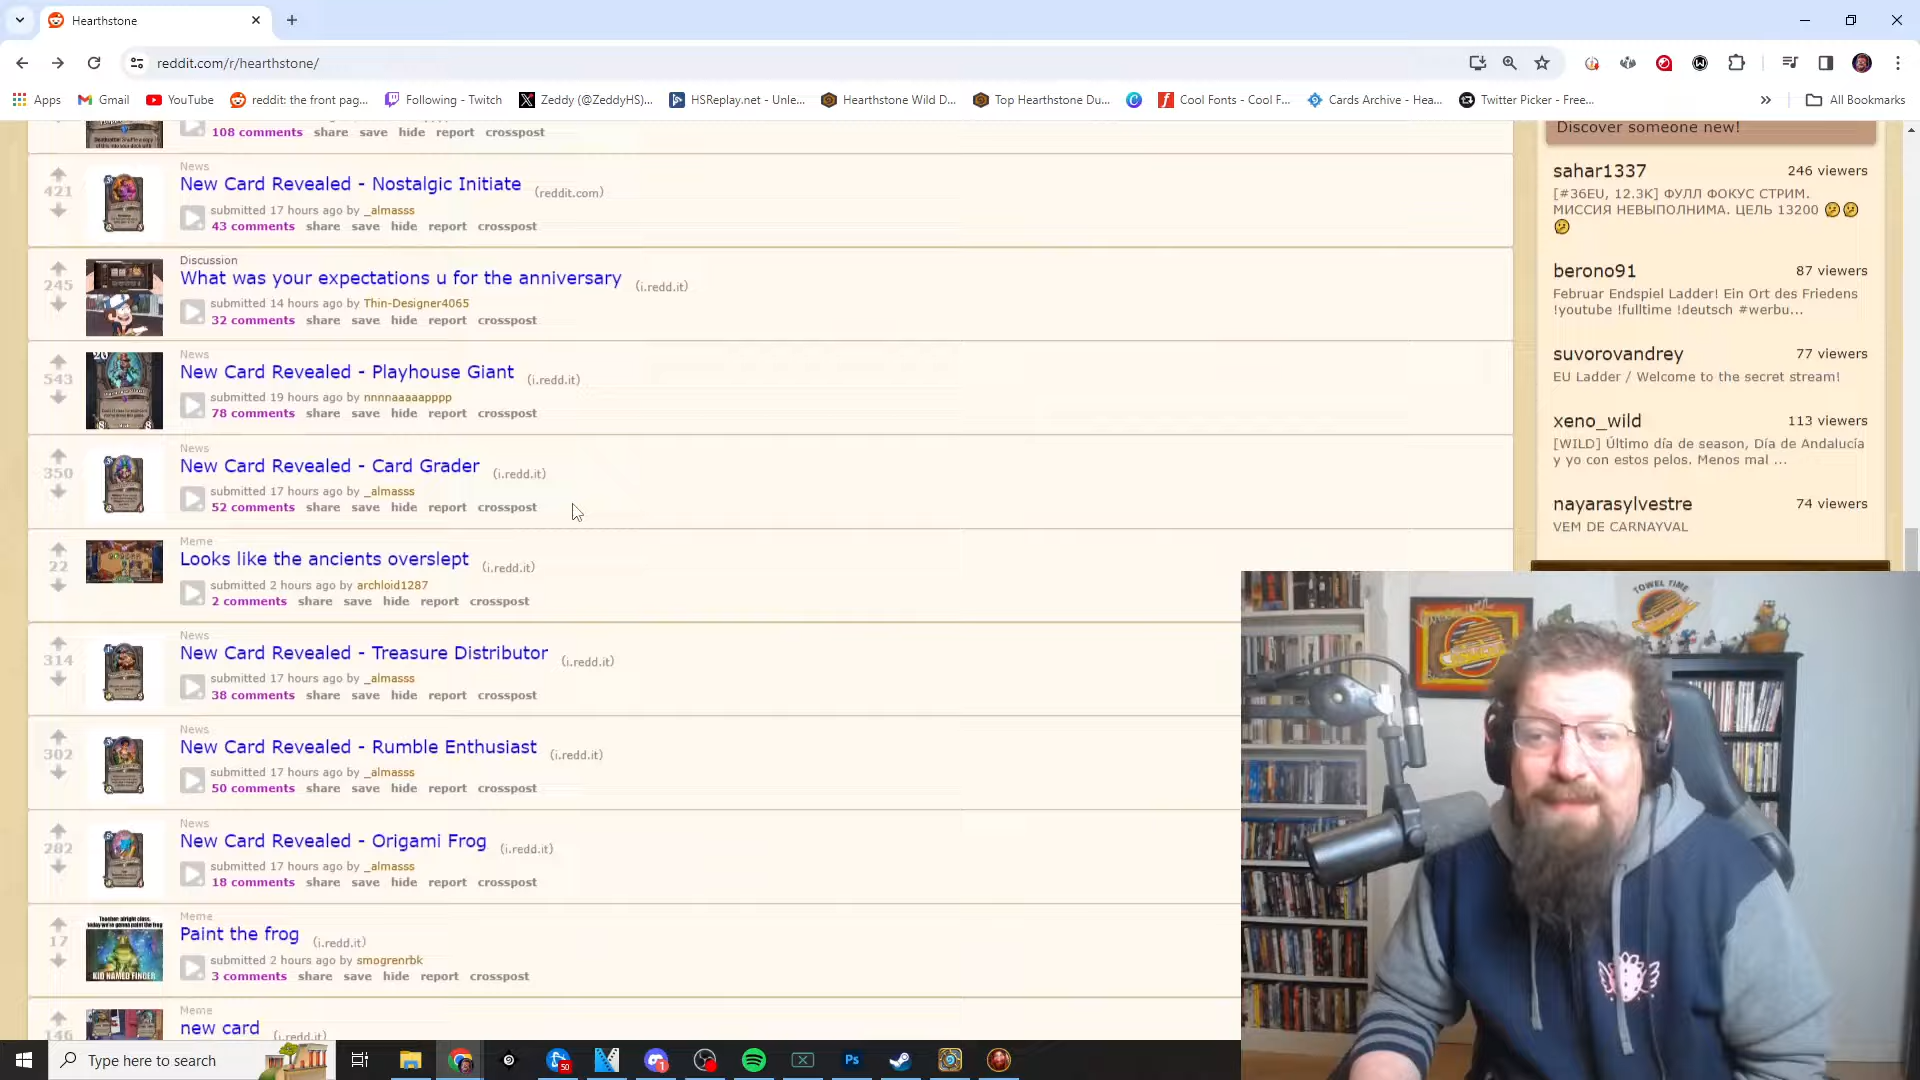 Hearthstone
reddit.com/r/hearthstone/
Apps
Gmail
YouTube
reddit: the front pag...
Following - Twitch
Zeddy (@ZeddyHS)...
HSReplay.net - Unle...
Hearthstone Wild D...
Top Hearthstone Du...
Cool Fonts - Cool F...
Cards Archive - Hea...
Twitter Picker - Free...
All Bookmarks
108 comments share save hide report crosspost
News
421
New Card Revealed - Nostalgic Initiate (reddit.com)
submitted 17 hours ago by _almasss
43 comments share save hide report crosspost
Discussion
245
What was your expectations u for the anniversary (i.redd.it)
submitted 14 hours ago by Thin-Designer4065
32 comments share save hide report crosspost
News
543
New Card Revealed - Playhouse Giant (i.redd.it)
submitted 19 hours ago by nnnnaaaaapppp
78 comments share save hide report crosspost
News
350
New Card Revealed - Card Grader (i.redd.it)
submitted 17 hours ago by _almasss
52 comments share save hide report crosspost
Meme
22
Looks like the ancients overslept (i.redd.it)
submitted 2 hours ago by archloid1287
2 comments share save hide report crosspost
News
314
New Card Revealed - Treasure Distributor (i.redd.it)
submitted 17 hours ago by _almasss
38 comments share save hide report crosspost
News
302
New Card Revealed - Rumble Enthusiast (i.redd.it)
submitted 17 hours ago by _almasss
50 comments share save hide report crosspost
News
282
New Card Revealed - Origami Frog (i.redd.it)
submitted 17 hours ago by _almasss
18 comments share save hide report crosspost
Meme
17
Paint the frog (i.redd.it)
submitted 2 hours ago by smogrenrbk
3 comments share save hide report crosspost
KID NAMED FINGER
Meme
146
new card (i.redd.it)
Discover someone new!
sahar1337 246 viewers
[#36EU, 12.3K] ФУЛЛ ФОКУС СТРИМ.
МИССИЯ НЕВЫПОЛНИМА. ЦЕЛЬ 13200
berono91 87 viewers
Februar Endspiel Ladder! Ein Ort des Friedens
!youtube !fulltime !deutsch #werbu...
suvorovandrey 77 viewers
EU Ladder / Welcome to the secret stream!
xeno_wild 113 viewers
[WILD] Último día de season, Día de Andalucía
y yo con estos pelos. Menos mal ...
nayarasylvestre 74 viewers
VEM DE CARNAYVAL
TOWEL TIME
Type here to search
50
1
Ps